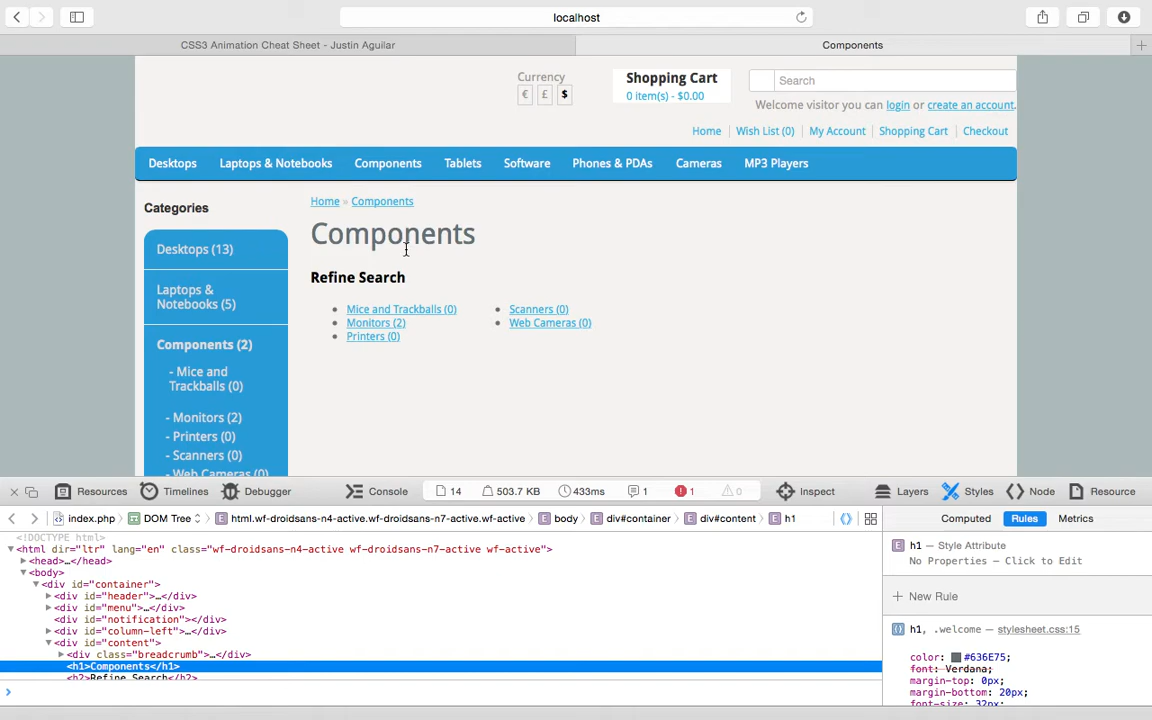 localhost
CSS3 Animation Cheat Sheet - Justin Aguilar
Components
Currency
€ £ $
Shopping Cart
0 item(s) - $0.00
Search
Welcome visitor you can login or create an account.
Home Wish List (0) My Account Shopping Cart Checkout
Desktops Laptops & Notebooks Components Tablets Software Phones & PDAs Cameras MP3 Players
Categories
Desktops (13)
Laptops &
Notebooks (5)
Components (2)
- Mice and
Trackballs (0)
- Monitors (2)
- Printers (0)
- Scanners (0)
- Web Cameras (0)
Home » Components
Components
Refine Search
Mice and Trackballs (0)
Monitors (2)
Printers (0)
Scanners (0)
Web Cameras (0)
Resources Timelines Debugger Console 14 503.7 KB 433ms 1 1 0 Inspect Layers Styles Node Resource
index.php DOM Tree E html.wf-droidsans-n4-active.wf-droidsans-n7-active.wf-active E body E div#container E div#content E h1
Computed Rules Metrics
<!DOCTYPE html>
<html dir="ltr" lang="en" class="wf-droidsans-n4-active wf-droidsans-n7-active wf-active">
<head>…</head>
<body>
<div id="container">
<div id="header">…</div>
<div id="menu">…</div>
<div id="notification"></div>
<div id="column-left">…</div>
<div id="content">
<div class="breadcrumb">…</div>
<h1>Components</h1>
<h2>Refine Search</h2>
E h1 — Style Attribute
No Properties — Click to Edit
+ New Rule
{} h1, .welcome — stylesheet.css:15
color: #636E75;
font: Verdana;
margin-top: 0px;
margin-bottom: 20px;
font-size: 32px;